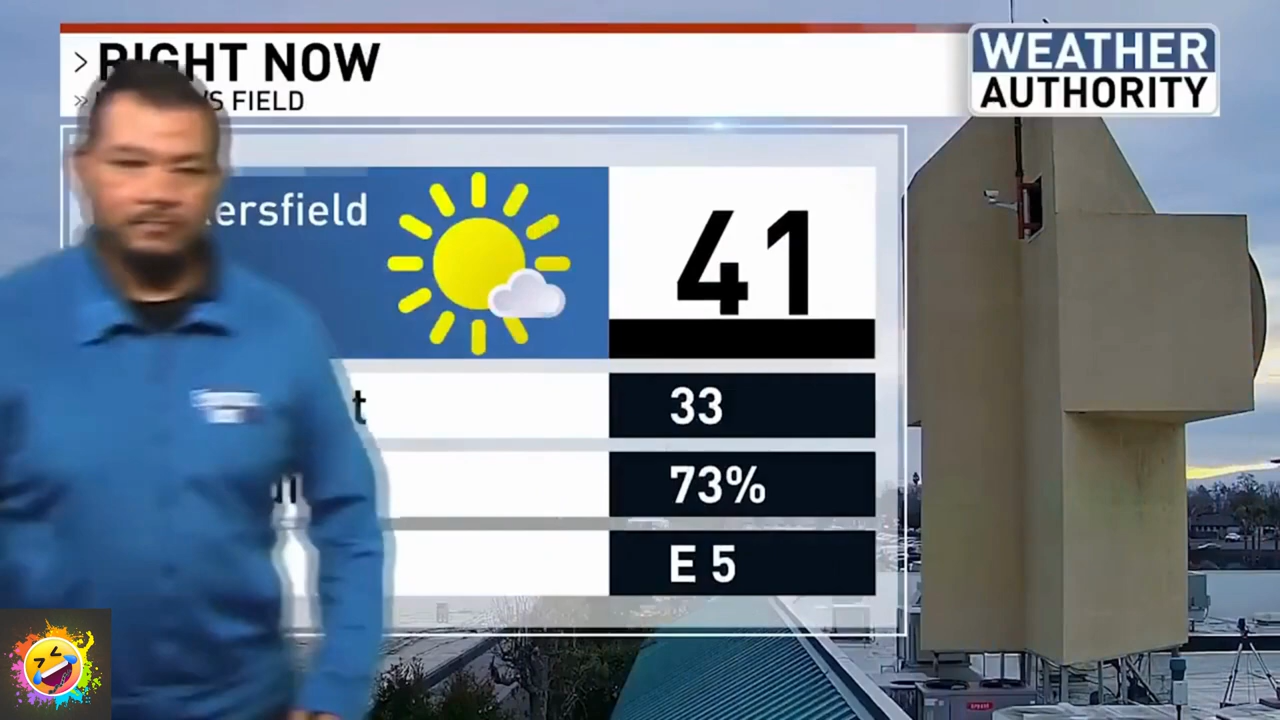 > RIGHT NOW
WEATHER
AUTHORITY
» FIELD
ersfield
41
t
33
73%
E 5